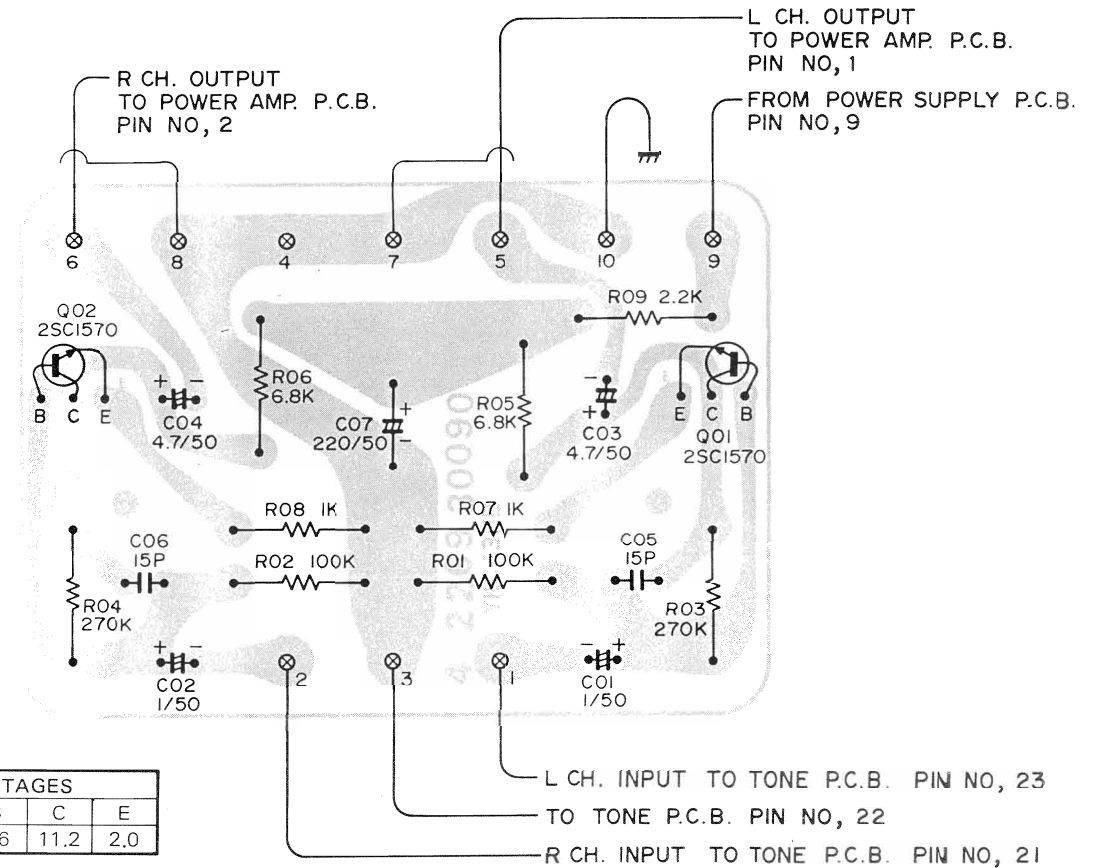 L CH. OUTPUT
TO POWER AMP. P.C.B.
PIN NO, 1
R CH. OUTPUT
TO POWER AMP. P.C.B.
PIN NO, 2
FROM POWER SUPPLY P.C.B.
PIN NO, 9
6 8 4 7 5 10 9
R09 2.2K
Q02
2SC1570
B C E
+ -
C04
4.7/50
R06
6.8K
+
C07
220/50
-
R05
6.8K
-
+
C03
4.7/50
E C B
Q01
2SC1570
R08 1K
R07 1K
C06
15P
R02 100K
R01 100K
C05
15P
R04
270K
R03
270K
+ -
C02
1/50
2 3 1
- +
C01
1/50
L CH. INPUT TO TONE P.C.B. PIN NO, 23
TO TONE P.C.B. PIN NO, 22
R CH. INPUT TO TONE P.C.B. PIN NO, 21
TAGES
C E
6 11.2 2.0